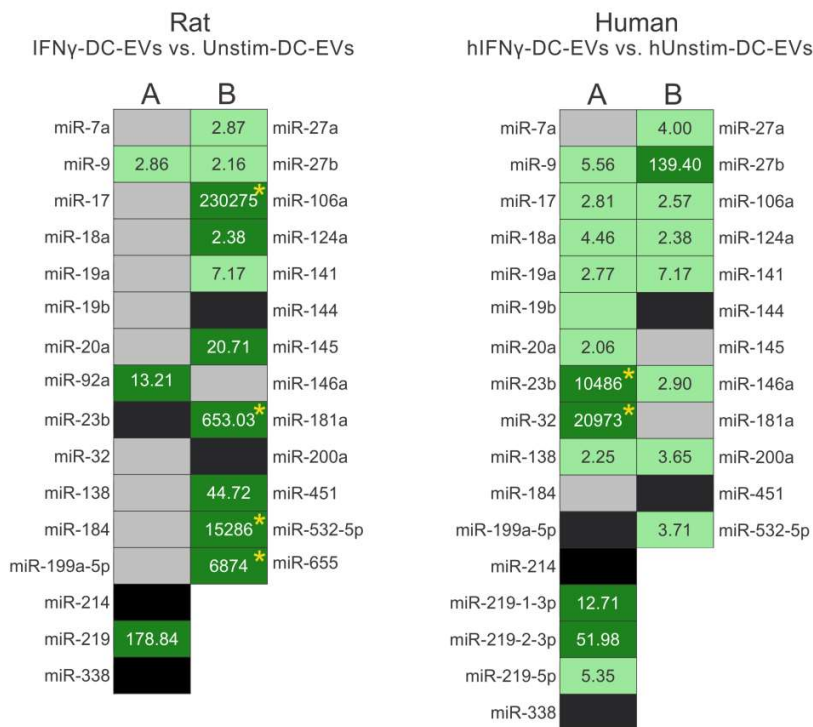 Rat
IFNγ-DC-EVs vs. Unstim-DC-EVs
A B
miR-7a 2.87 miR-27a
miR-9 2.86 2.16 miR-27b
miR-17 230275* miR-106a
miR-18a 2.38 miR-124a
miR-19a 7.17 miR-141
miR-19b miR-144
miR-20a 20.71 miR-145
miR-92a 13.21 miR-146a
miR-23b 653.03* miR-181a
miR-32 miR-200a
miR-138 44.72 miR-451
miR-184 15286* miR-532-5p
miR-199a-5p 6874* miR-655
miR-214
miR-219 178.84
miR-338
Human
hIFNγ-DC-EVs vs. hUnstim-DC-EVs
A B
miR-7a 4.00 miR-27a
miR-9 5.56 139.40 miR-27b
miR-17 2.81 2.57 miR-106a
miR-18a 4.46 2.38 miR-124a
miR-19a 2.77 7.17 miR-141
miR-19b miR-144
miR-20a 2.06 miR-145
miR-23b 10486* 2.90 miR-146a
miR-32 20973* miR-181a
miR-138 2.25 3.65 miR-200a
miR-184 miR-451
miR-199a-5p 3.71 miR-532-5p
miR-214
miR-219-1-3p 12.71
miR-219-2-3p 51.98
miR-219-5p 5.35
miR-338